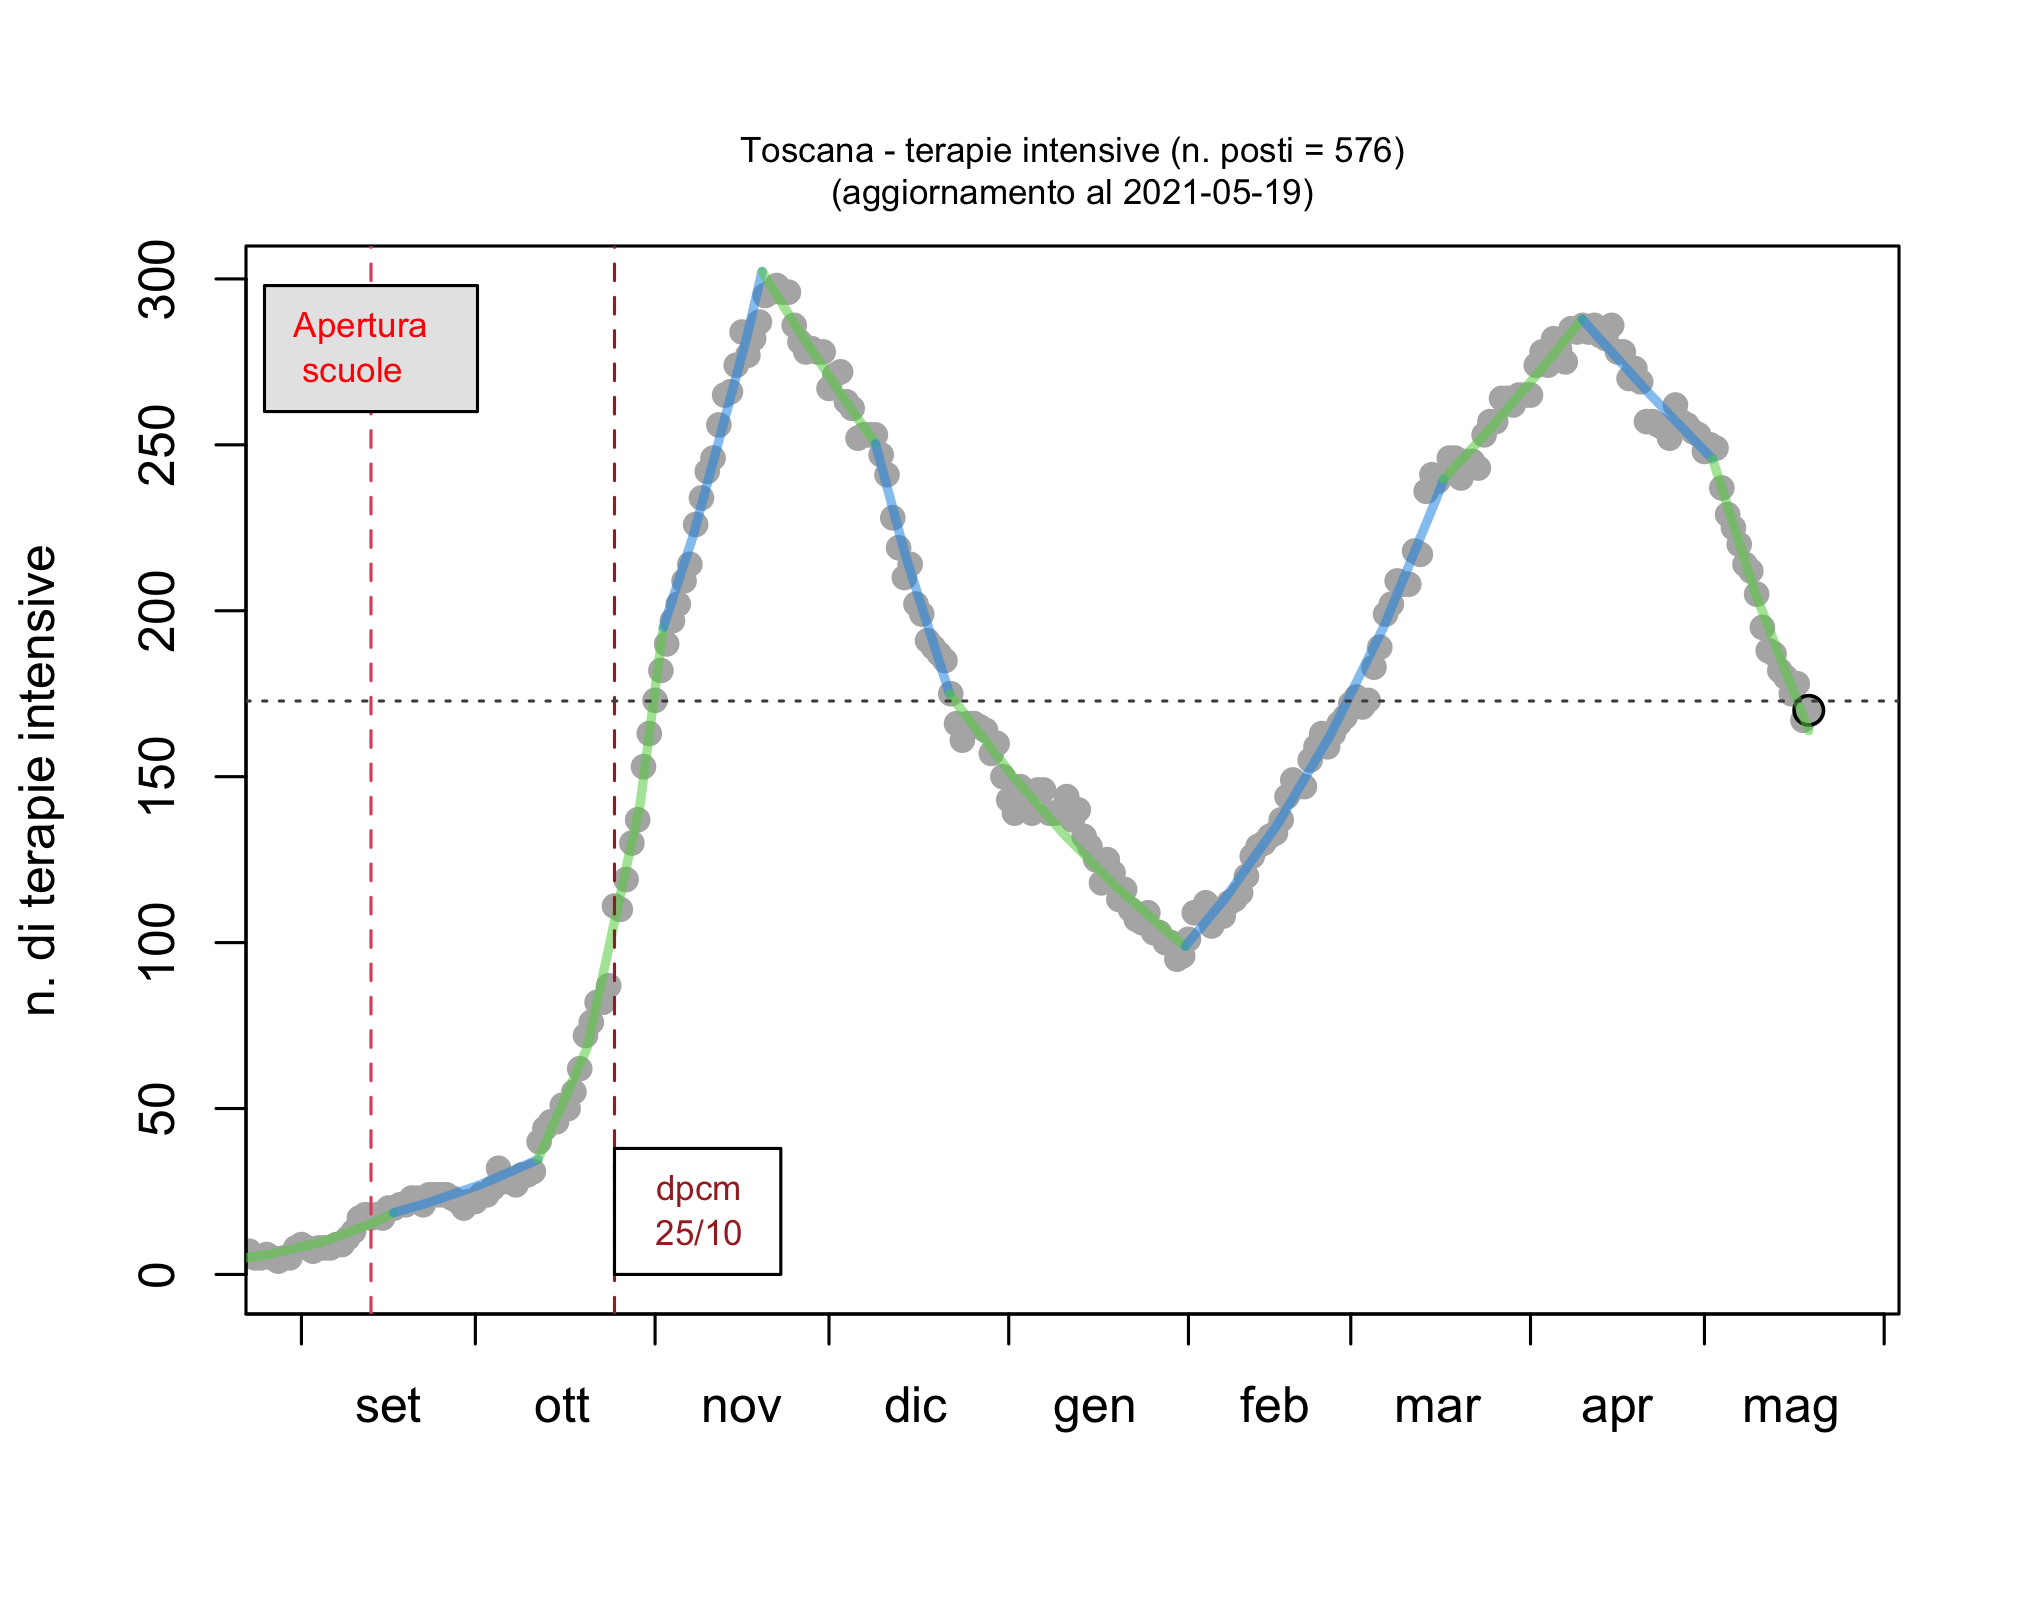 Toscana - terapie intensive (n. posti = 576)
(aggiornamento al 2021-05-19)
n. di terapie intensive
300
250
200
150
100
50
0
Apertura
scuole
dpcm
25/10
set ott nov dic gen feb mar apr mag